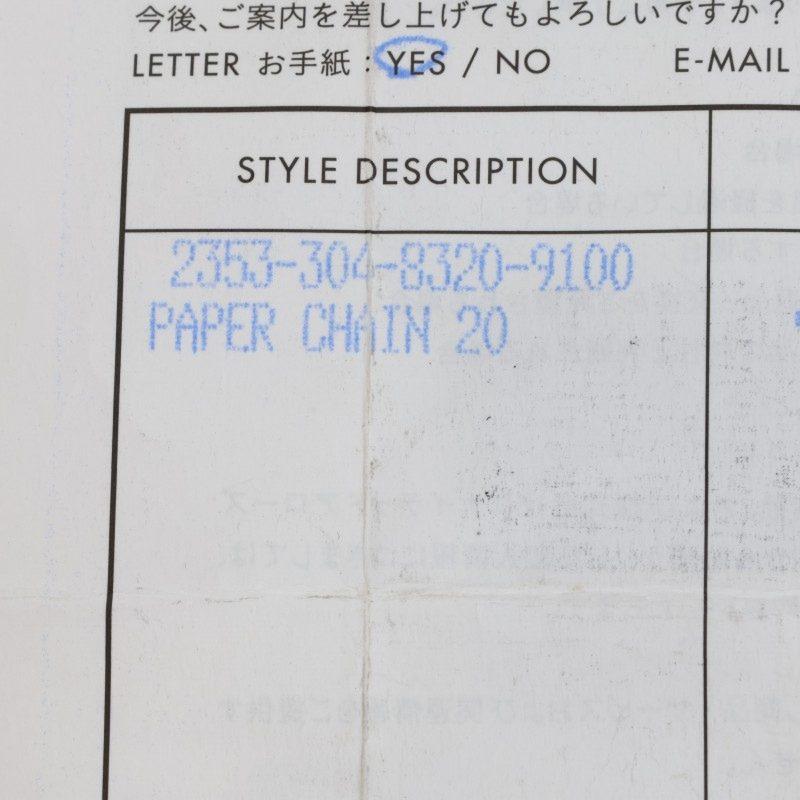 今後、ご案内を差し上げてもよろしいですか？
LETTER お手紙 : YES / NO E-MAIL
STYLE DESCRIPTION
2353-304-8320-9100
PAPER CHAIN 20